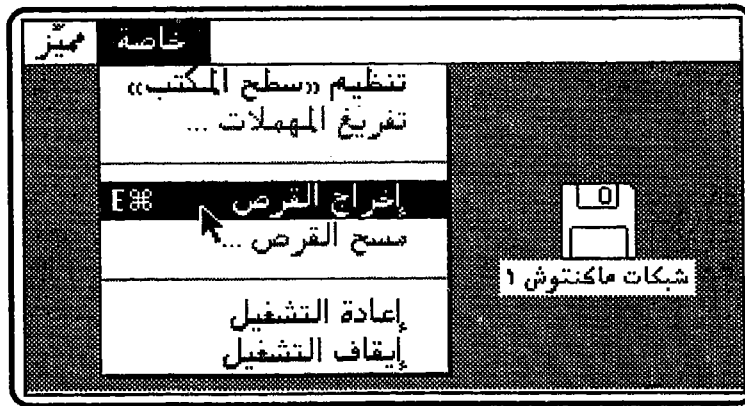 خاصة مميّز
تنظيم «سطح المكتب»
تفريغ المهملات ...
إخراج القرص E⌘
مسح القرص ...
إعادة التشغيل
إيقاف التشغيل
شبكات ماكنتوش ١